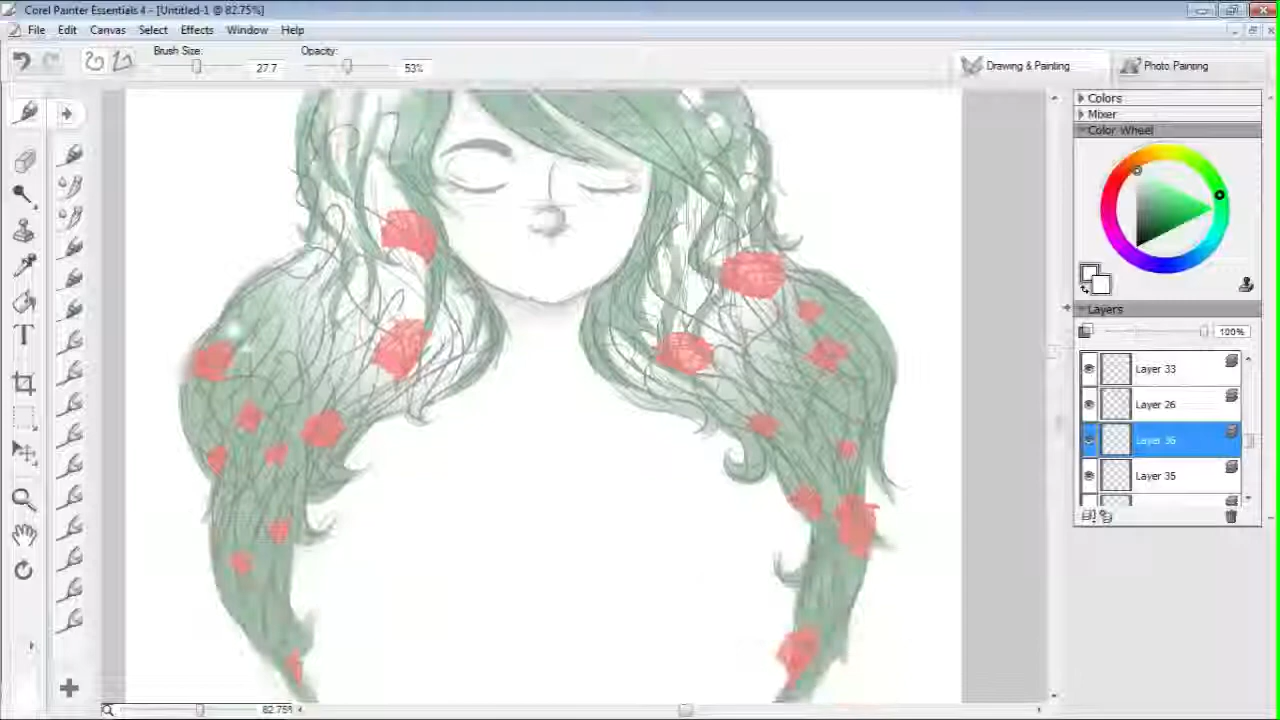 Corel Painter Essentials 4 - [Untitled-1 @ 82.75%]
File Edit Canvas Select Effects Window Help
Brush Size: 27.7 Opacity: 53%
Drawing & Painting Photo Painting
Colors
Mixer
Color Wheel
Layers
100%
Layer 33
Layer 26
Layer 36
Layer 35
82.75%